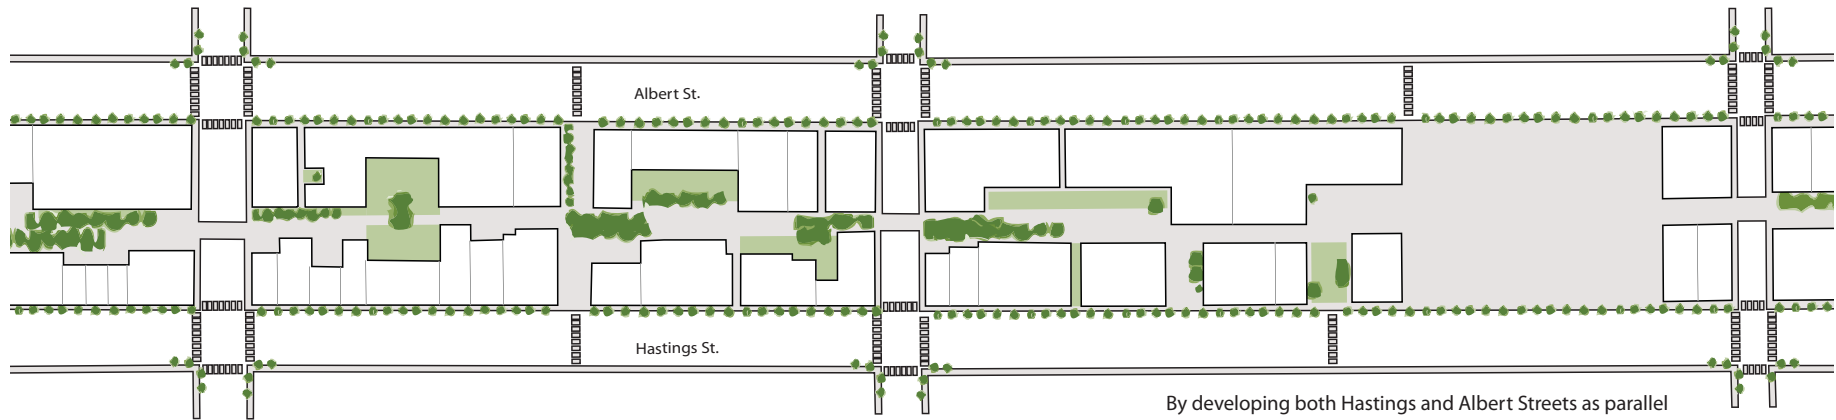 Albert St.
Hastings St.
By developing both Hastings and Albert Streets as parallel